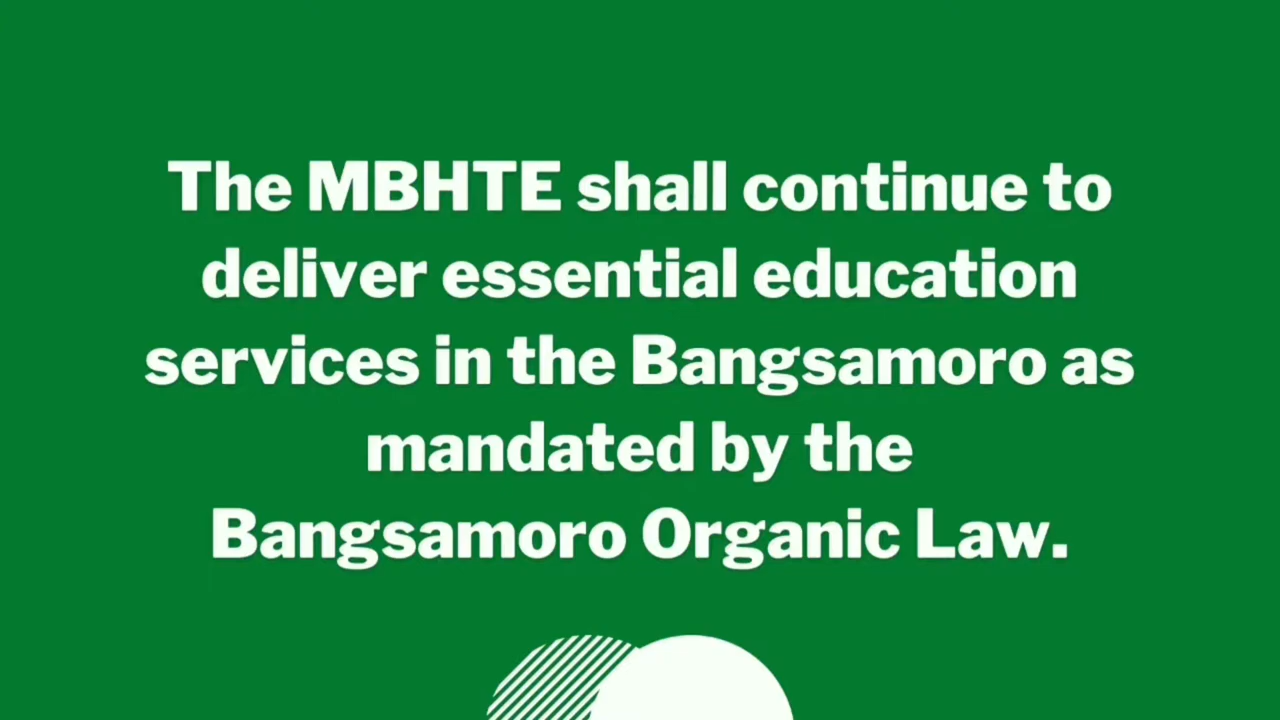 The MBHTE shall continue to
deliver essential education
services in the Bangsamoro as
mandated by the
Bangsamoro Organic Law.